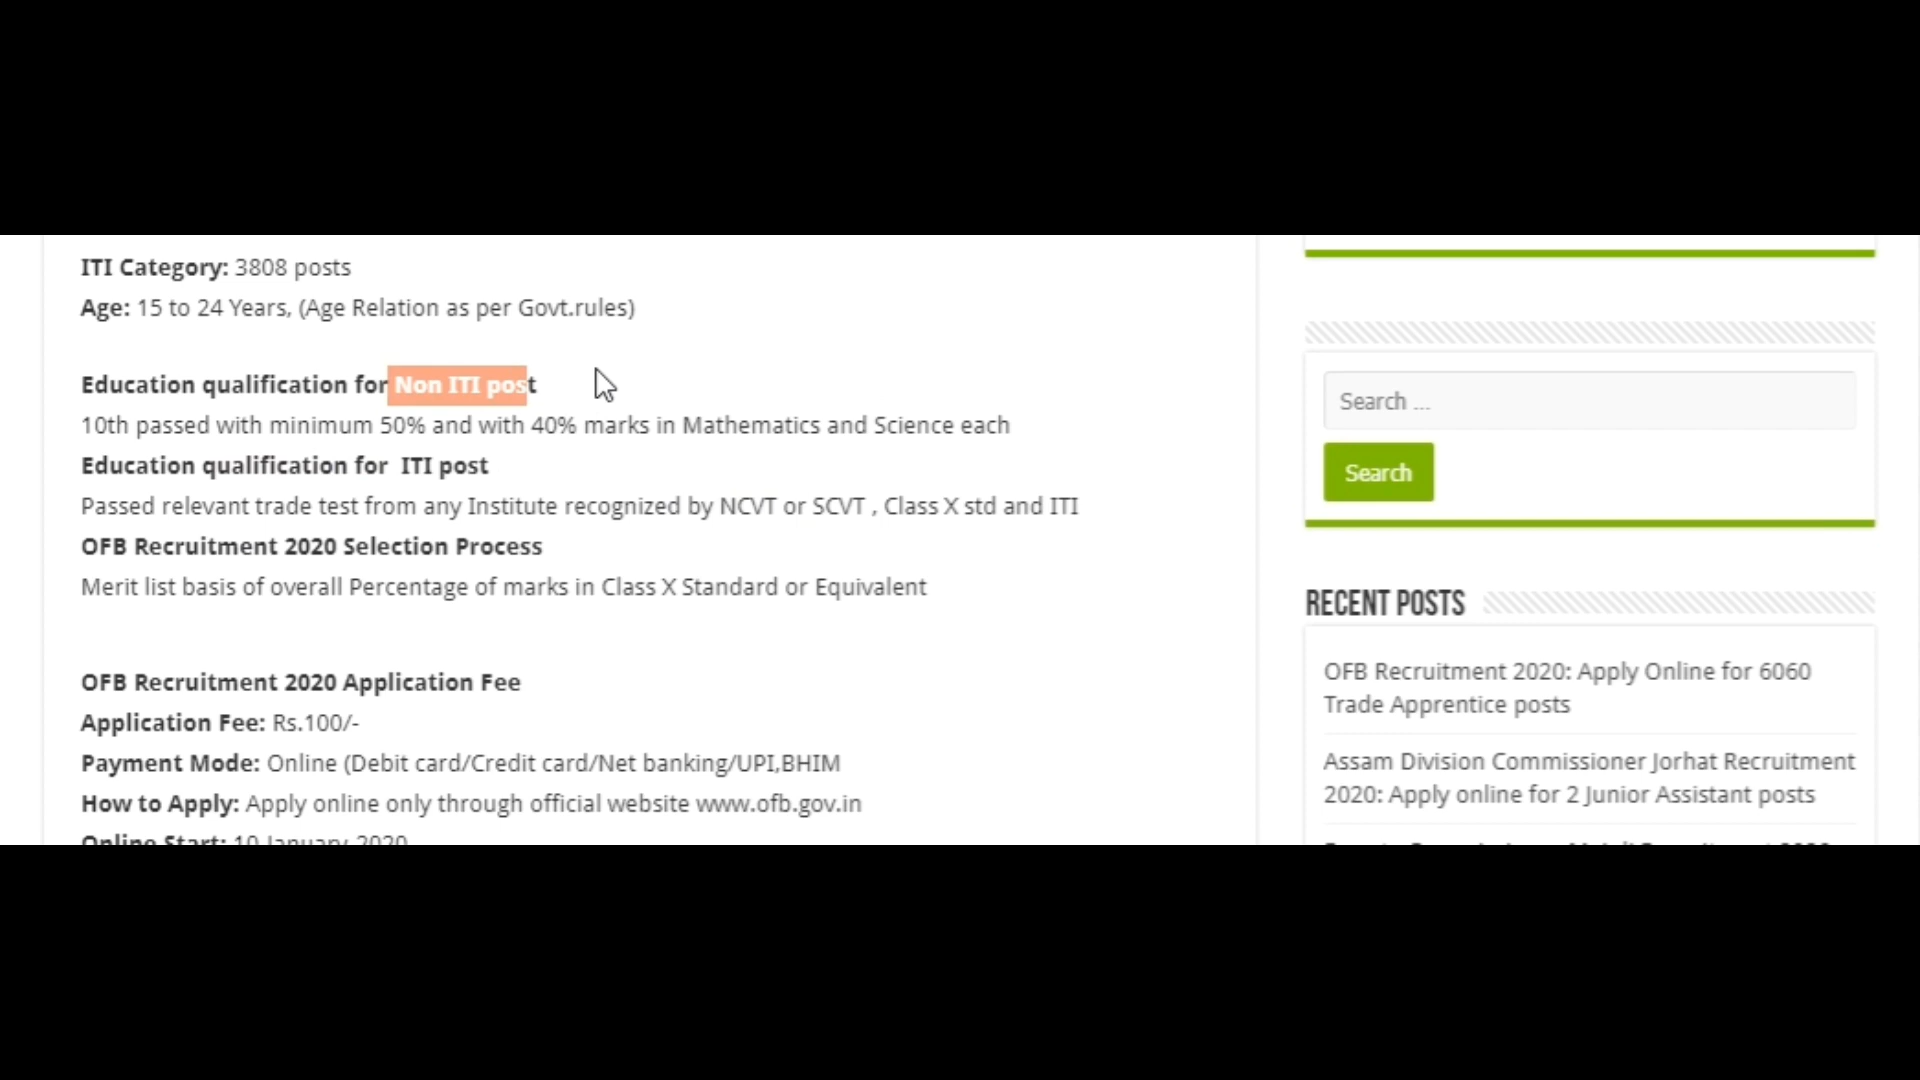 ITI Category: 3808 posts
Age: 15 to 24 Years, (Age Relation as per Govt.rules)
Education qualification for Non ITI post
10th passed with minimum 50% and with 40% marks in Mathematics and Science each
Education qualification for  ITI post
Passed relevant trade test from any Institute recognized by NCVT or SCVT , Class X std and ITI
OFB Recruitment 2020 Selection Process
Merit list basis of overall Percentage of marks in Class X Standard or Equivalent
OFB Recruitment 2020 Application Fee
Application Fee: Rs.100/-
Payment Mode: Online (Debit card/Credit card/Net banking/UPI,BHIM
How to Apply: Apply online only through official website www.ofb.gov.in
Online Start: 10 January 2020
Search ...
Search
RECENT POSTS
OFB Recruitment 2020: Apply Online for 6060
Trade Apprentice posts
Assam Division Commissioner Jorhat Recruitment
2020: Apply online for 2 Junior Assistant posts